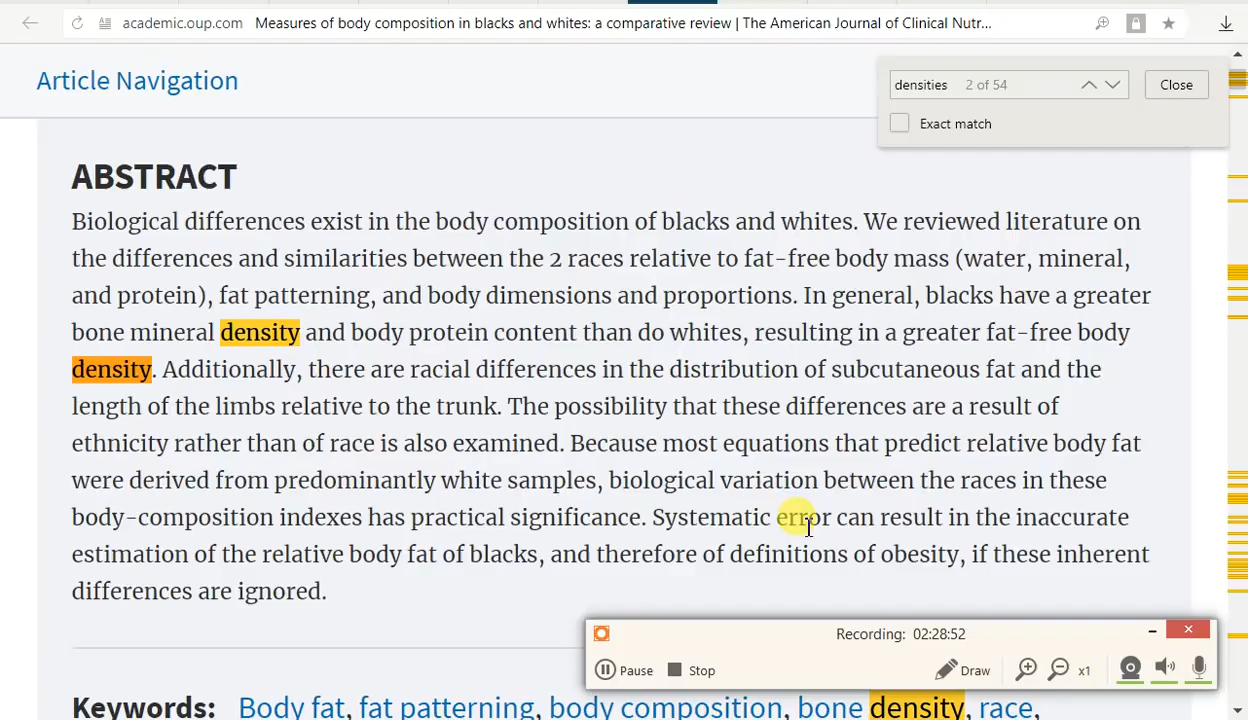 academic.oup.com Measures of body composition in blacks and whites: a comparative review | The American Journal of Clinical Nutr...
Article Navigation
densities 2 of 54 Close
Exact match
ABSTRACT
Biological differences exist in the body composition of blacks and whites. We reviewed literature on
the differences and similarities between the 2 races relative to fat-free body mass (water, mineral,
and protein), fat patterning, and body dimensions and proportions. In general, blacks have a greater
bone mineral density and body protein content than do whites, resulting in a greater fat-free body
density. Additionally, there are racial differences in the distribution of subcutaneous fat and the
length of the limbs relative to the trunk. The possibility that these differences are a result of
ethnicity rather than of race is also examined. Because most equations that predict relative body fat
were derived from predominantly white samples, biological variation between the races in these
body-composition indexes has practical significance. Systematic error can result in the inaccurate
estimation of the relative body fat of blacks, and therefore of definitions of obesity, if these inherent
differences are ignored.
Recording: 02:28:52
Pause Stop Draw x1
Keywords: Body fat, fat patterning, body composition, bone density, race,